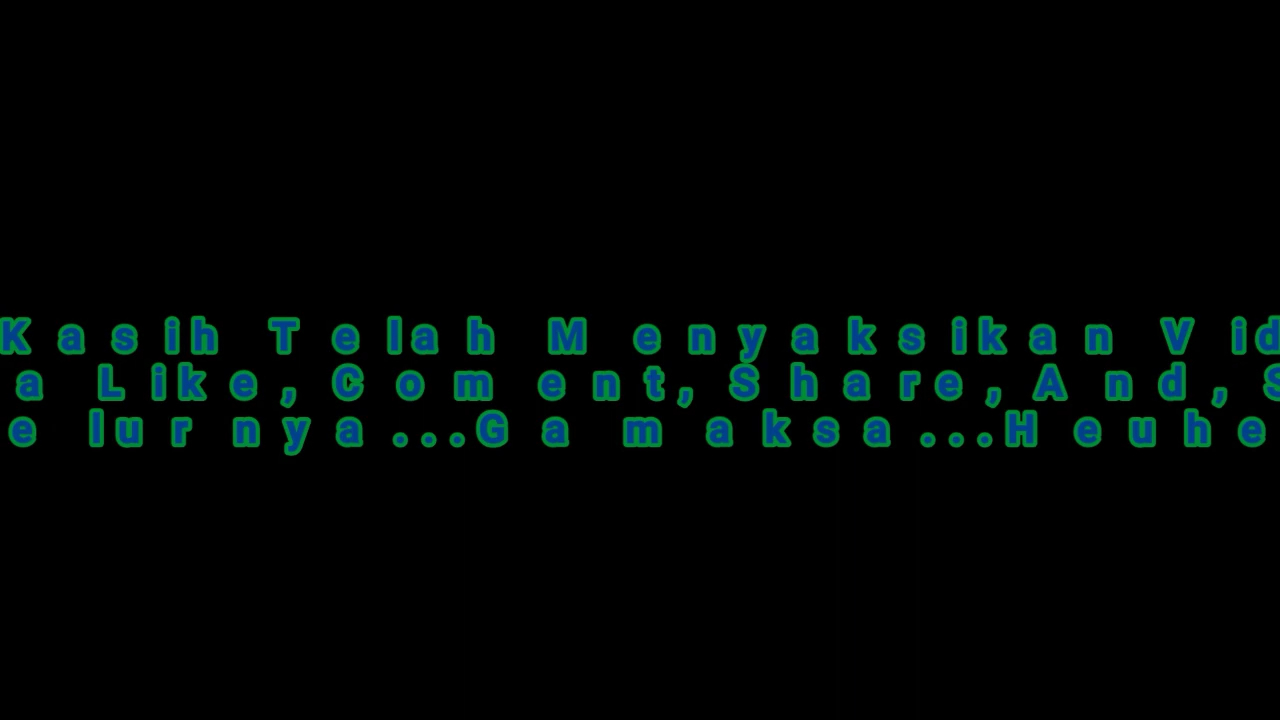 Kasih Telah Menyaksikan Vid
a Like,Coment,Share,And,S
e lurnya...Ga maksa...Heuhe